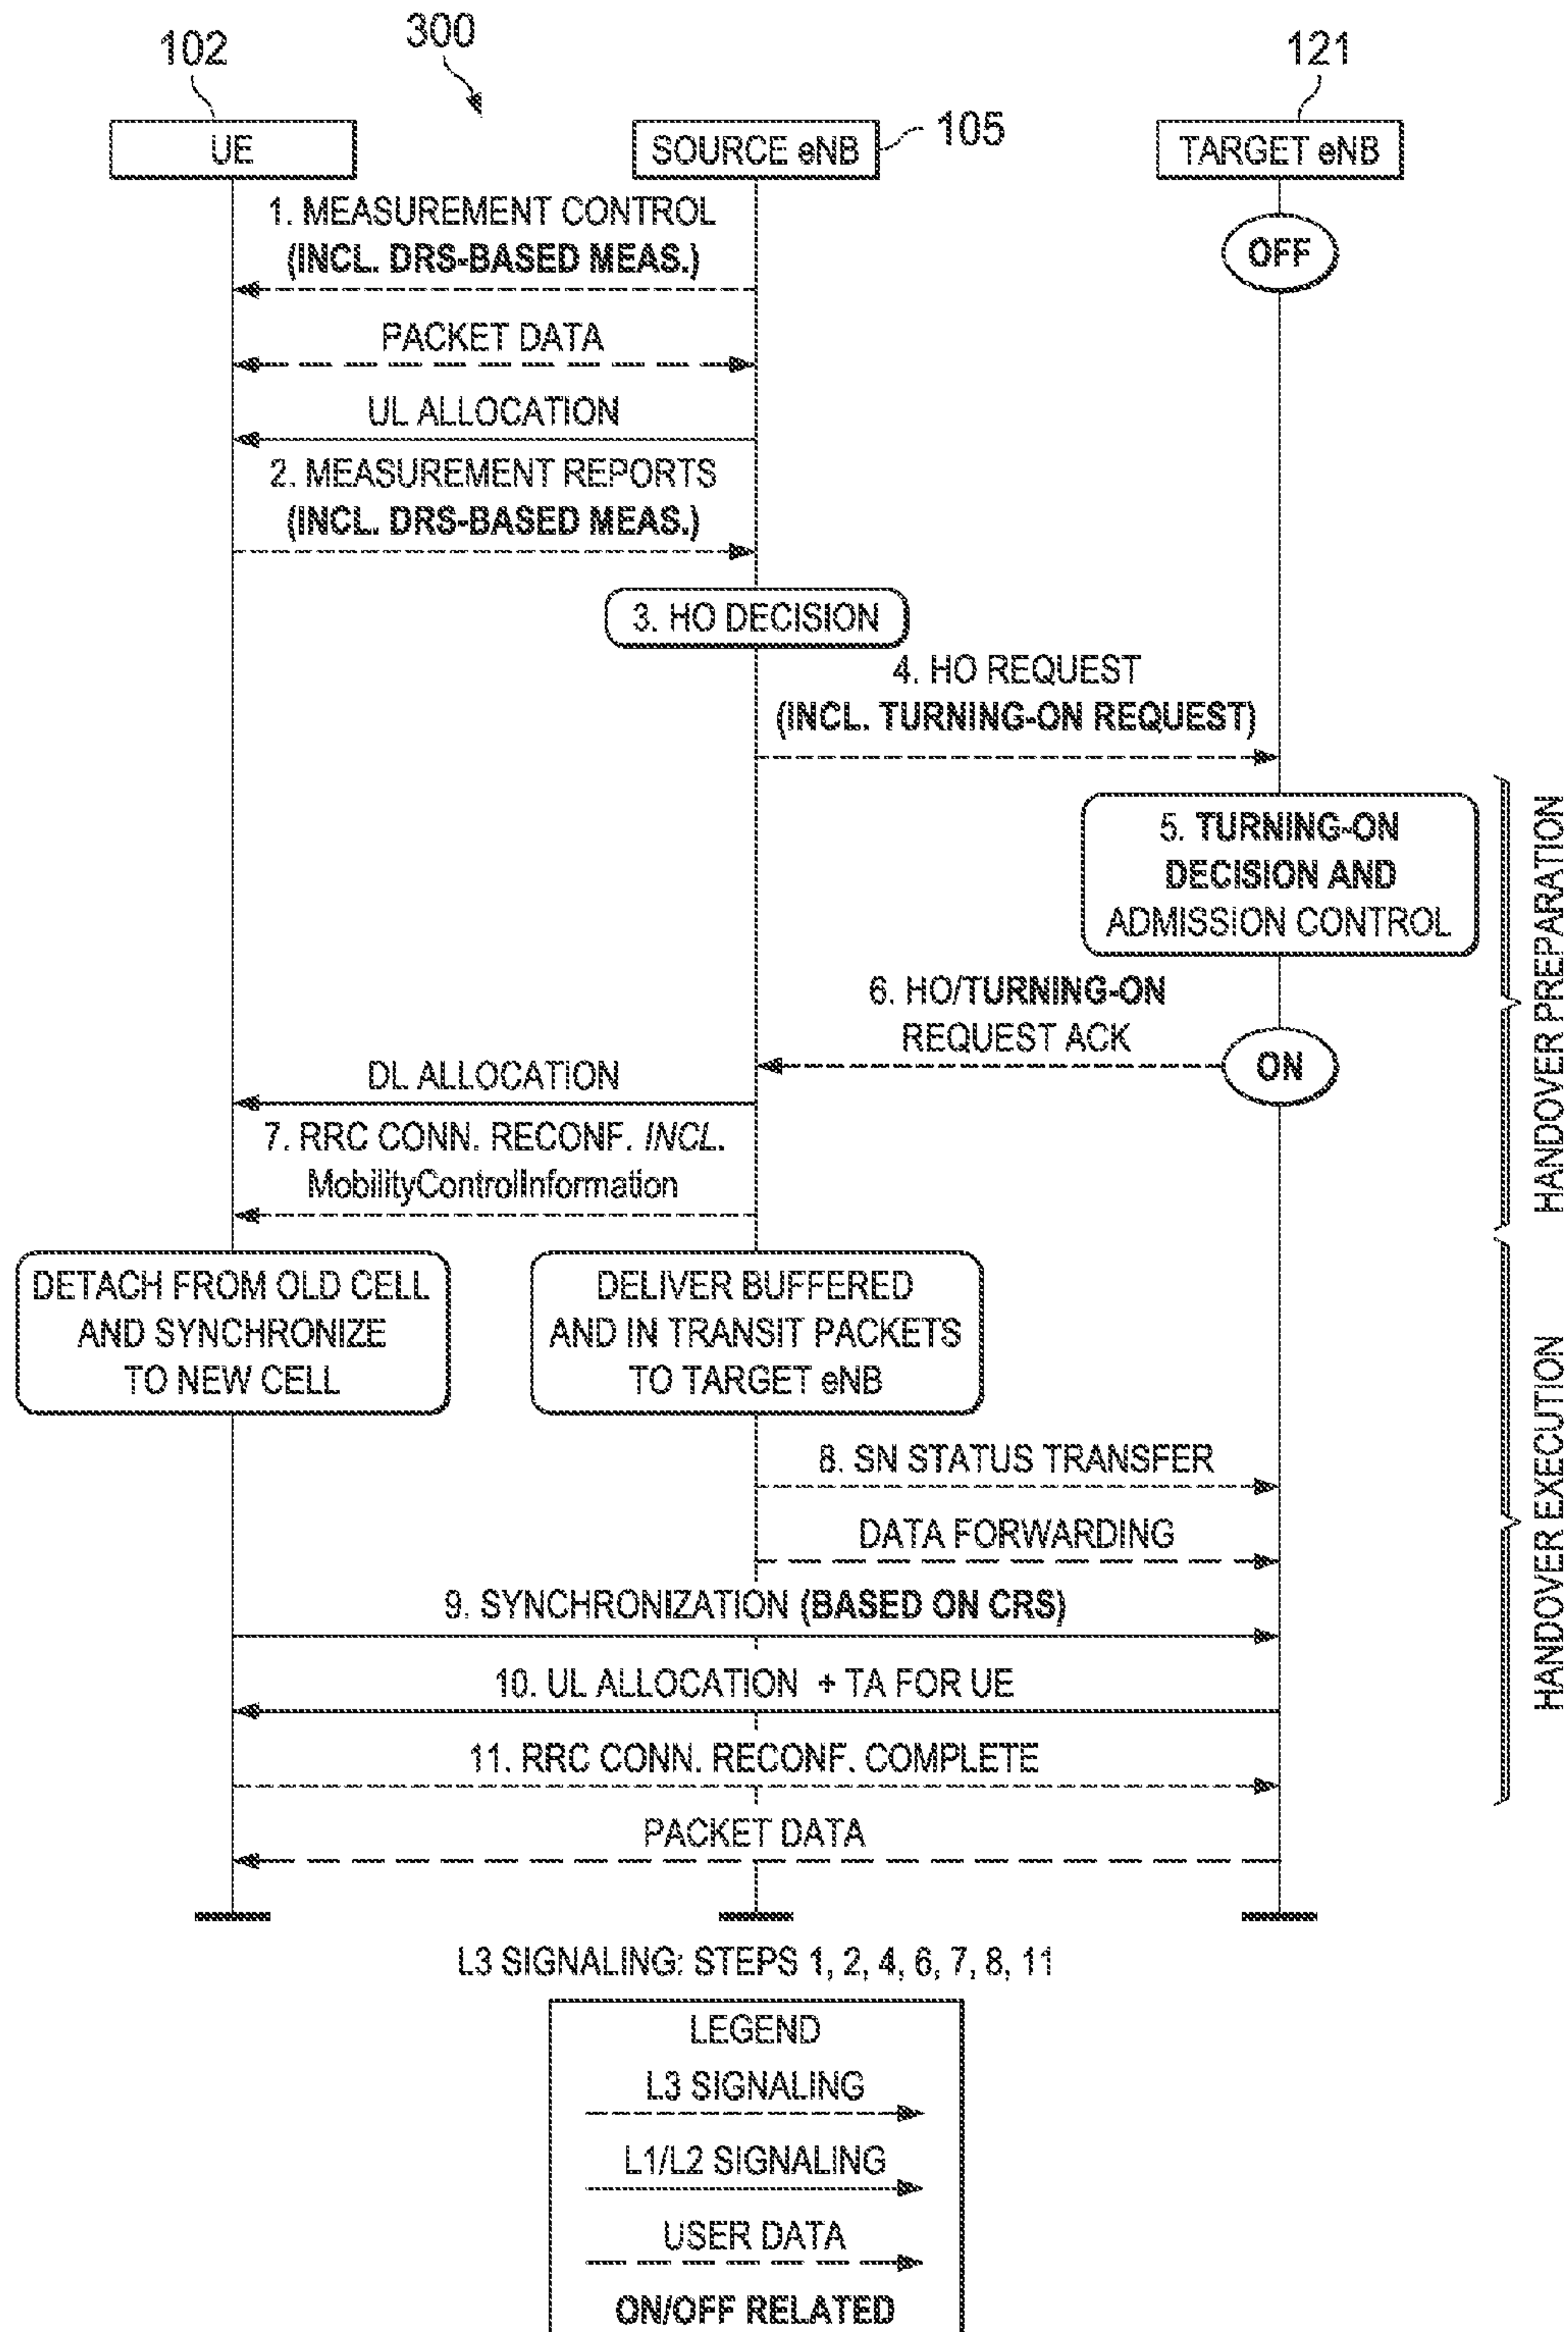 102
300
121
UE
SOURCE eNB
105
TARGET eNB
1. MEASUREMENT CONTROL
(INCL. DRS-BASED MEAS.)
OFF
PACKET DATA
UL ALLOCATION
2. MEASUREMENT REPORTS
(INCL. DRS-BASED MEAS.)
3. HO DECISION
4. HO REQUEST
(INCL. TURNING-ON REQUEST)
5. TURNING-ON
DECISION AND
ADMISSION CONTROL
HANDOVER PREPARATION
6. HO/TURNING-ON
REQUEST ACK
ON
DL ALLOCATION
7. RRC CONN. RECONF. INCL.
MobilityControlInformation
DETACH FROM OLD CELL
AND SYNCHRONIZE
TO NEW CELL
DELIVER BUFFERED
AND IN TRANSIT PACKETS
TO TARGET eNB
HANDOVER EXECUTION
8. SN STATUS TRANSFER
DATA FORWARDING
9. SYNCHRONIZATION (BASED ON CRS)
10. UL ALLOCATION + TA FOR UE
11. RRC CONN. RECONF. COMPLETE
PACKET DATA
L3 SIGNALING: STEPS 1, 2, 4, 6, 7, 8, 11
LEGEND
L3 SIGNALING
L1/L2 SIGNALING
USER DATA
ON/OFF RELATED